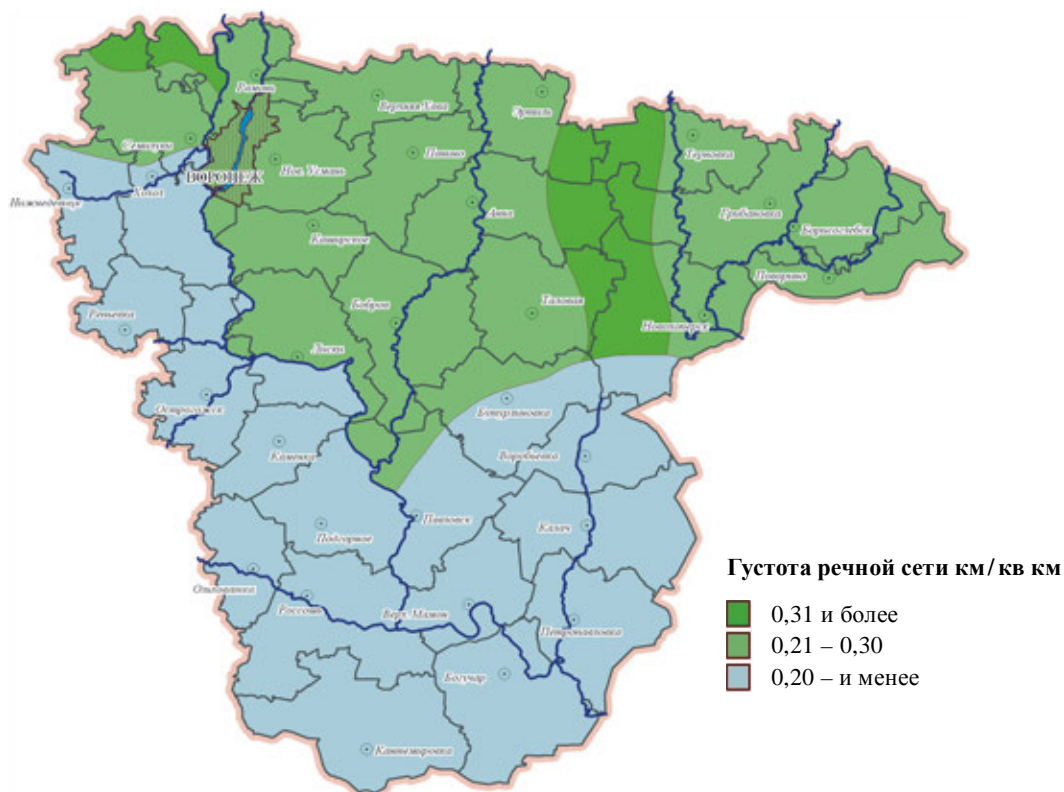 Рамонь
Верхняя Хава
Эртиль
Семилуки
Панино
Терновка
ВОРОНЕЖ
Нов. Усмань
Хохол
Нижнедевицк
Анна
Грибановка
Борисоглебск
Каширское
Поворино
Бобров
Таловая
Репьевка
Новохоперск
Лиски
Острогожск
Бутурлиновка
Каменка
Воробьевка
Павловск
Калач
Подгорное
Густота речной сети км/кв км
Ольховатка
0,31 и более
Россошь
Верх. Мамон
Петропавловка
0,21 – 0,30
Богучар
0,20 – и менее
Кантемировка